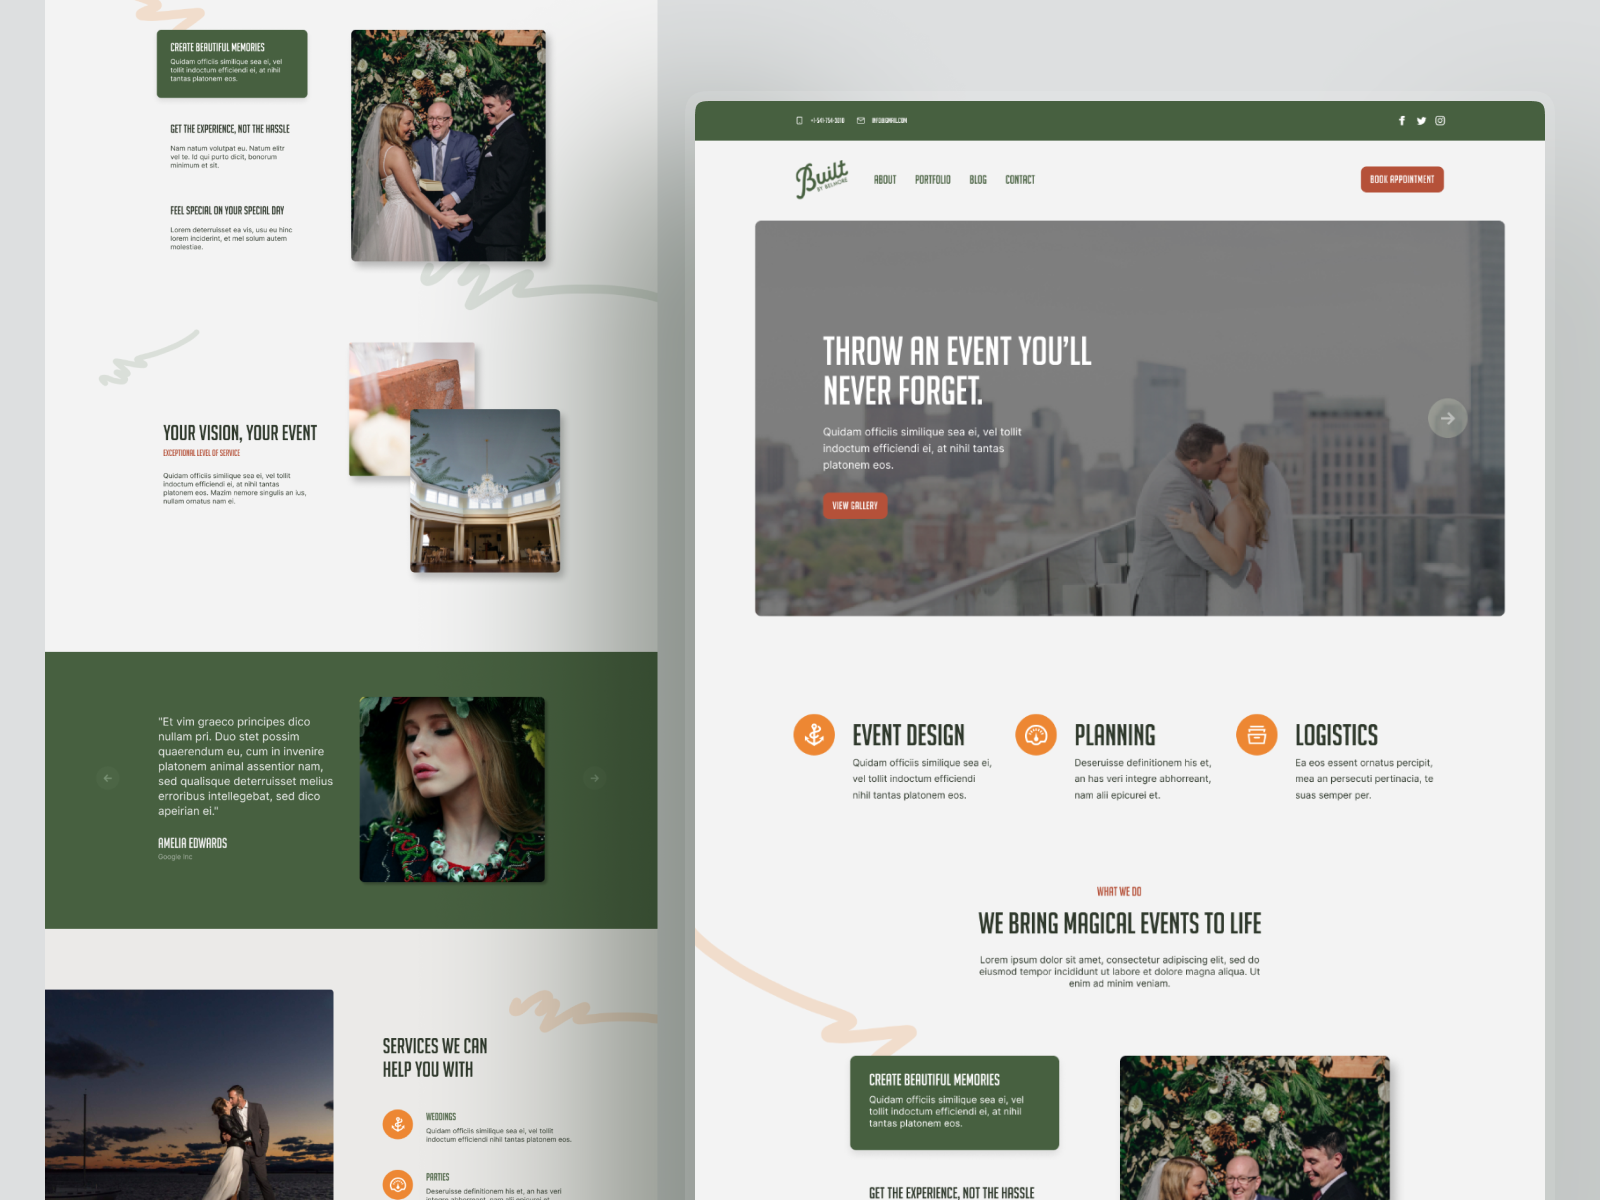 CREATE BEAUTIFUL MEMORIES
Quidam officiis similique sea ei, vel
tollit indoctum efficiendi ei, at nihil
tantas platonem eos.
GET THE EXPERIENCE, NOT THE HASSLE
Nam natum volutpat eu. Natum elitr
vel te. Id qui purto dicit, bonorum
minimum et sit.
FEEL SPECIAL ON YOUR SPECIAL DAY
Lorem deterruisset ea vis, usu eu hinc
lorem inciderint, et mel solum autem
molestiae.
YOUR VISION, YOUR EVENT
EXCEPTIONAL LEVEL OF SERVICE
Quidam officiis similique sea ei, vel tollit
indoctum efficiendi ei, at nihil tantas
platonem eos. Mazim nemore singulis an ius,
nullam ornatus nam ei.
"Et vim graeco principes dico
nullam pri. Duo stet possim
quaerendum eu, cum in invenire
platonem animal assentior nam,
sed qualisque deterruisset melius
erroribus intellegebat, sed dico
apeirian ei."
AMELIA EDWARDS
Google Inc
SERVICES WE CAN
HELP YOU WITH
WEDDINGS
Quidam officiis similique sea ei, vel tollit
indoctum efficiendi nihil tantas platonem eos.
PARTIES
Deseruisse definitionem his et, an has veri
integre abhorreant, nam alii epicurei et.
+1-541-754-3010
INFO@GMAIL.COM
Built
BY BELMORE
ABOUT
PORTFOLIO
BLOG
CONTACT
BOOK APPOINTMENT
THROW AN EVENT YOU'LL
NEVER FORGET.
Quidam officiis similique sea ei, vel tollit
indoctum efficiendi ei, at nihil tantas
platonem eos.
VIEW GALLERY
EVENT DESIGN
Quidam officiis similique sea ei,
vel tollit indoctum efficiendi
nihil tantas platonem eos.
PLANNING
Deseruisse definitionem his et,
an has veri integre abhorreant,
nam alii epicurei et.
LOGISTICS
Ea eos essent ornatus percipit,
mea an persecuti pertinacia, te
suas semper per.
WHAT WE DO
WE BRING MAGICAL EVENTS TO LIFE
Lorem ipsum dolor sit amet, consectetur adipiscing elit, sed do
eiusmod tempor incididunt ut labore et dolore magna aliqua. Ut
enim ad minim veniam.
CREATE BEAUTIFUL MEMORIES
Quidam officiis similique sea ei, vel
tollit indoctum efficiendi ei, at nihil
tantas platonem eos.
GET THE EXPERIENCE, NOT THE HASSLE